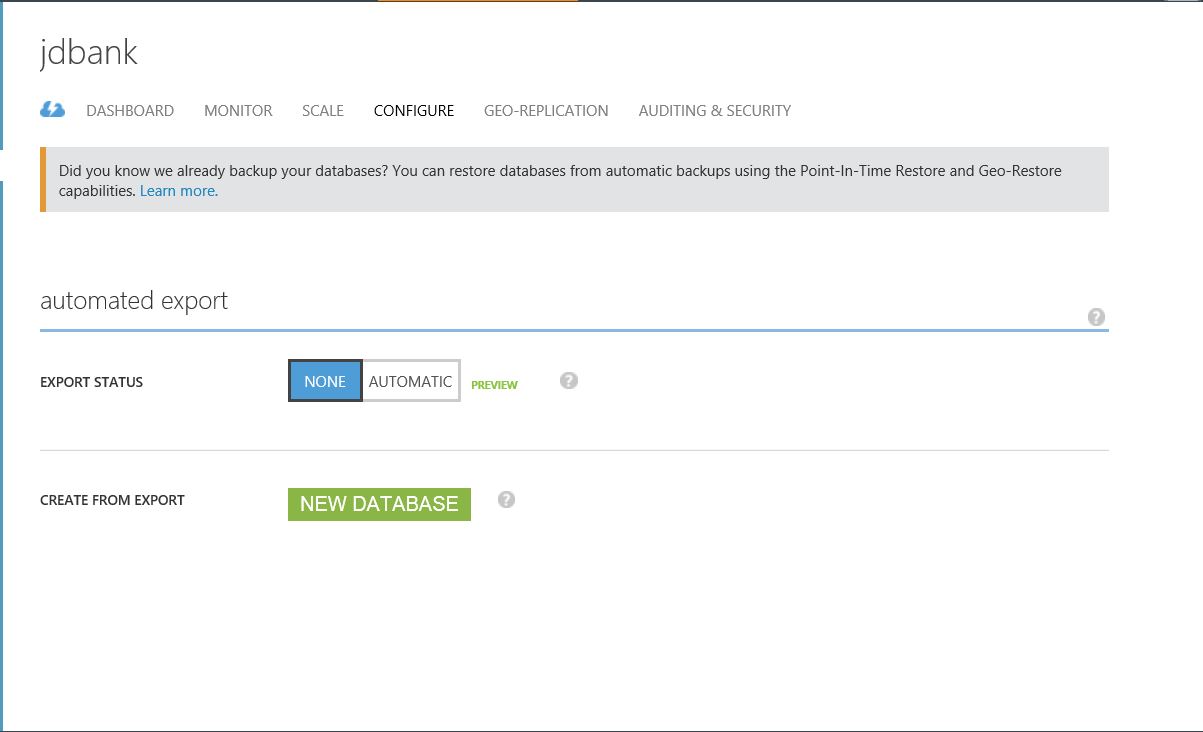 jdbank
DASHBOARD MONITOR SCALE CONFIGURE GEO-REPLICATION AUDITING & SECURITY
Did you know we already backup your databases? You can restore databases from automatic backups using the Point-In-Time Restore and Geo-Restore
capabilities. Learn more.
automated export
?
EXPORT STATUS NONE AUTOMATIC PREVIEW ?
CREATE FROM EXPORT NEW DATABASE ?